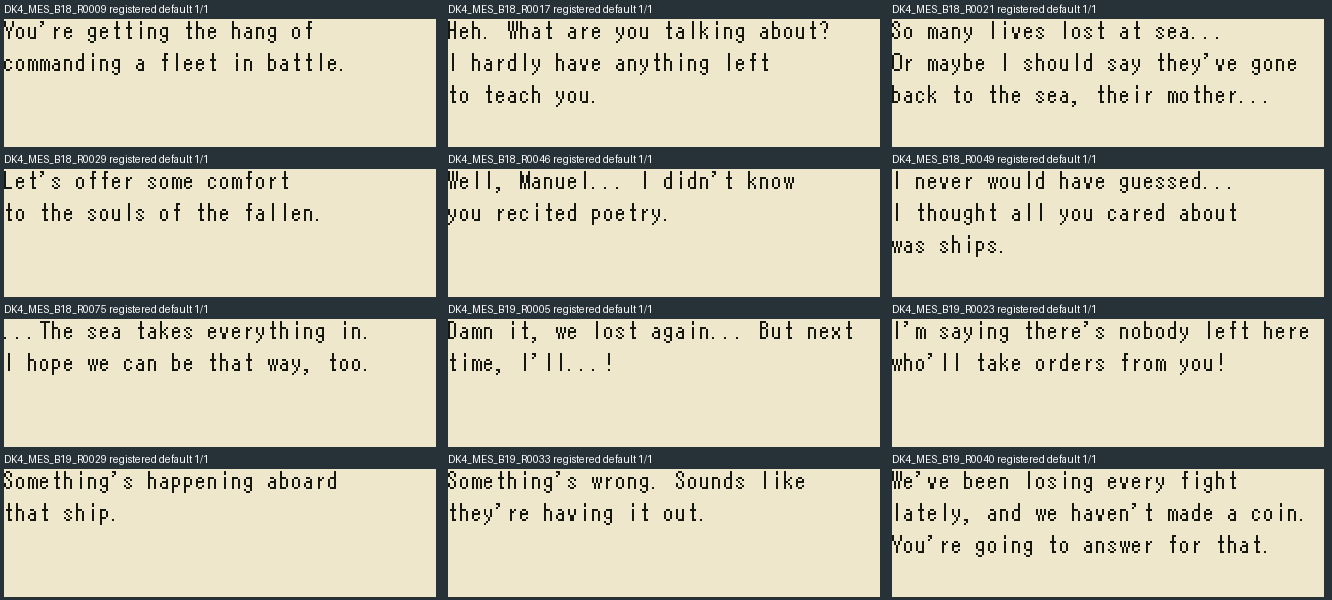 DK4_MES_B18_R0009 registered default 1/1
You're getting the hang of
commanding a fleet in battle.
DK4_MES_B18_R0017 registered default 1/1
Heh. What are you talking about?
I hardly have anything left
to teach you.
DK4_MES_B18_R0021 registered default 1/1
So many lives lost at sea...
Or maybe I should say they've gone
back to the sea, their mother...
DK4_MES_B18_R0029 registered default 1/1
Let's offer some comfort
to the souls of the fallen.
DK4_MES_B18_R0046 registered default 1/1
Well, Manuel... I didn't know
you recited poetry.
DK4_MES_B18_R0049 registered default 1/1
I never would have guessed...
I thought all you cared about
was ships.
DK4_MES_B18_R0075 registered default 1/1
...The sea takes everything in.
I hope we can be that way, too.
DK4_MES_B19_R0005 registered default 1/1
Damn it, we lost again... But next
time, I'll...!
DK4_MES_B19_R0023 registered default 1/1
I'm saying there's nobody left here
who'll take orders from you!
DK4_MES_B19_R0029 registered default 1/1
Something's happening aboard
that ship.
DK4_MES_B19_R0033 registered default 1/1
Something's wrong. Sounds like
they're having it out.
DK4_MES_B19_R0040 registered default 1/1
We've been losing every fight
lately, and we haven't made a coin.
You're going to answer for that.